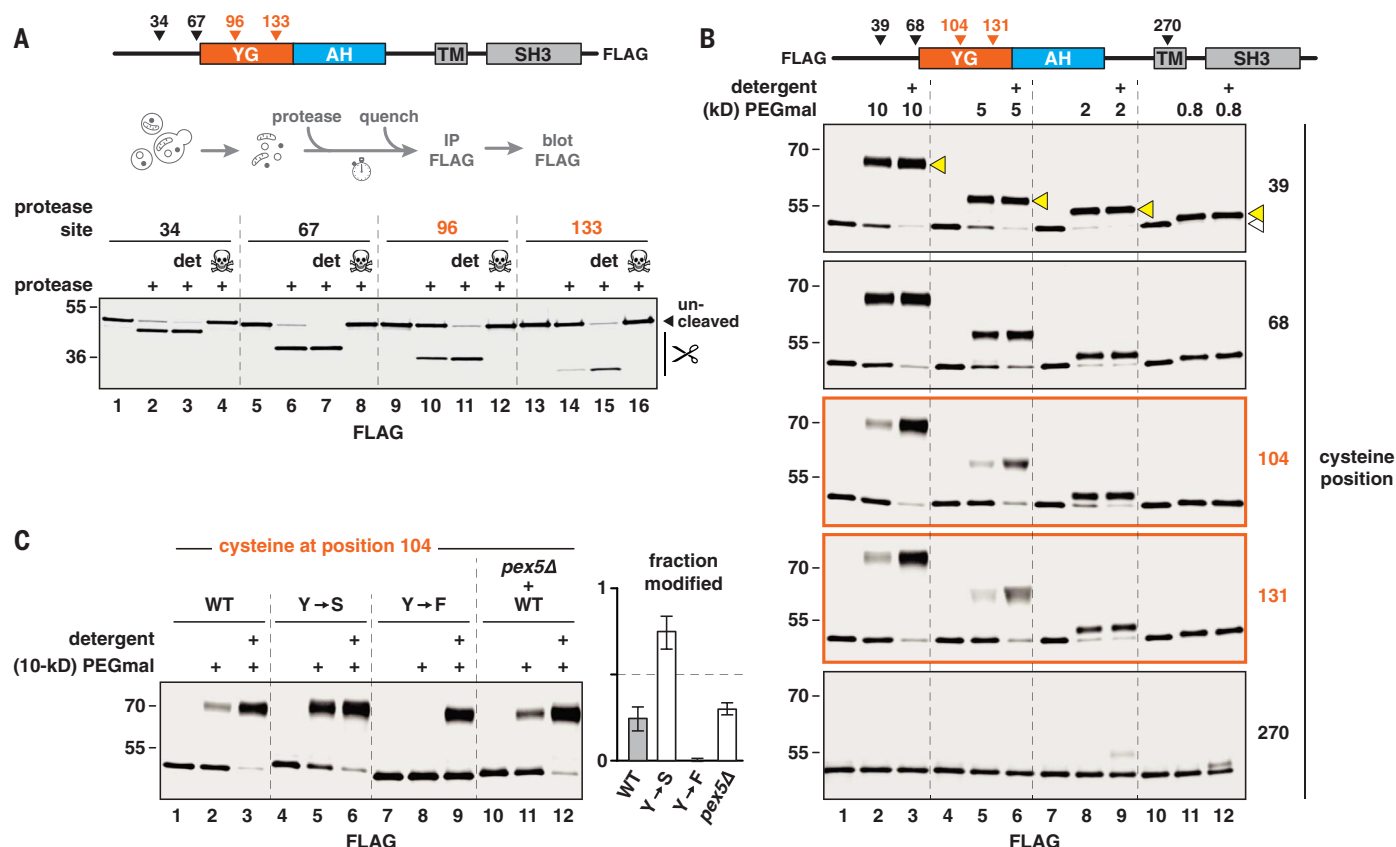 A
34 67 96 133
YG AH TM SH3 FLAG
protease quench
IP FLAG
blot FLAG
protease site
34 67 96 133
det det det det
protease + + + + + + + + + + + +
55
36
un-cleaved
1 2 3 4 5 6 7 8 9 10 11 12 13 14 15 16
FLAG
B
39 68 104 131 270
FLAG YG AH TM SH3
detergent + + + +
(kD) PEGmal 10 10 5 5 2 2 0.8 0.8
70
55
39
70
55
68
70
55
104
70
55
131
70
55
270
cysteine position
1 2 3 4 5 6 7 8 9 10 11 12
FLAG
C
cysteine at position 104
WT Y→S Y→F pex5Δ + WT
detergent + + + +
(10-kD) PEGmal + + + + + + + +
70
55
1 2 3 4 5 6 7 8 9 10 11 12
FLAG
fraction modified
1
0
WT Y→S Y→F pex5Δ